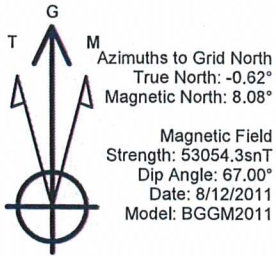 G
T M
Azimuths to Grid North
True North: -0.62°
Magnetic North: 8.08°
Magnetic Field
Strength: 53054.3snT
Dip Angle: 67.00°
Date: 8/12/2011
Model: BGGM2011